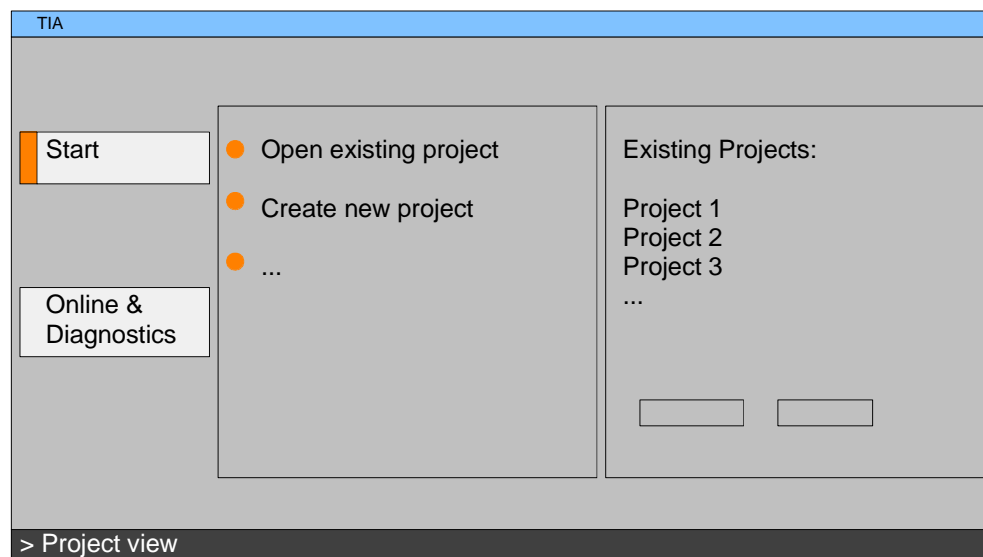 TIA
Start
Online &
Diagnostics
Open existing project
Create new project
...
Existing Projects:
Project 1
Project 2
Project 3
...
> Project view